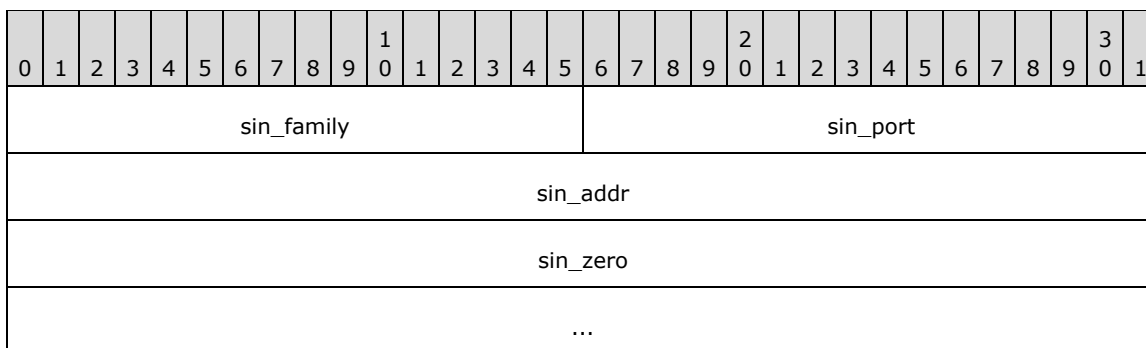 1 2 3
0 1 2 3 4 5 6 7 8 9 0 1 2 3 4 5 6 7 8 9 0 1 2 3 4 5 6 7 8 9 0 1
sin_family sin_port
sin_addr
sin_zero
...